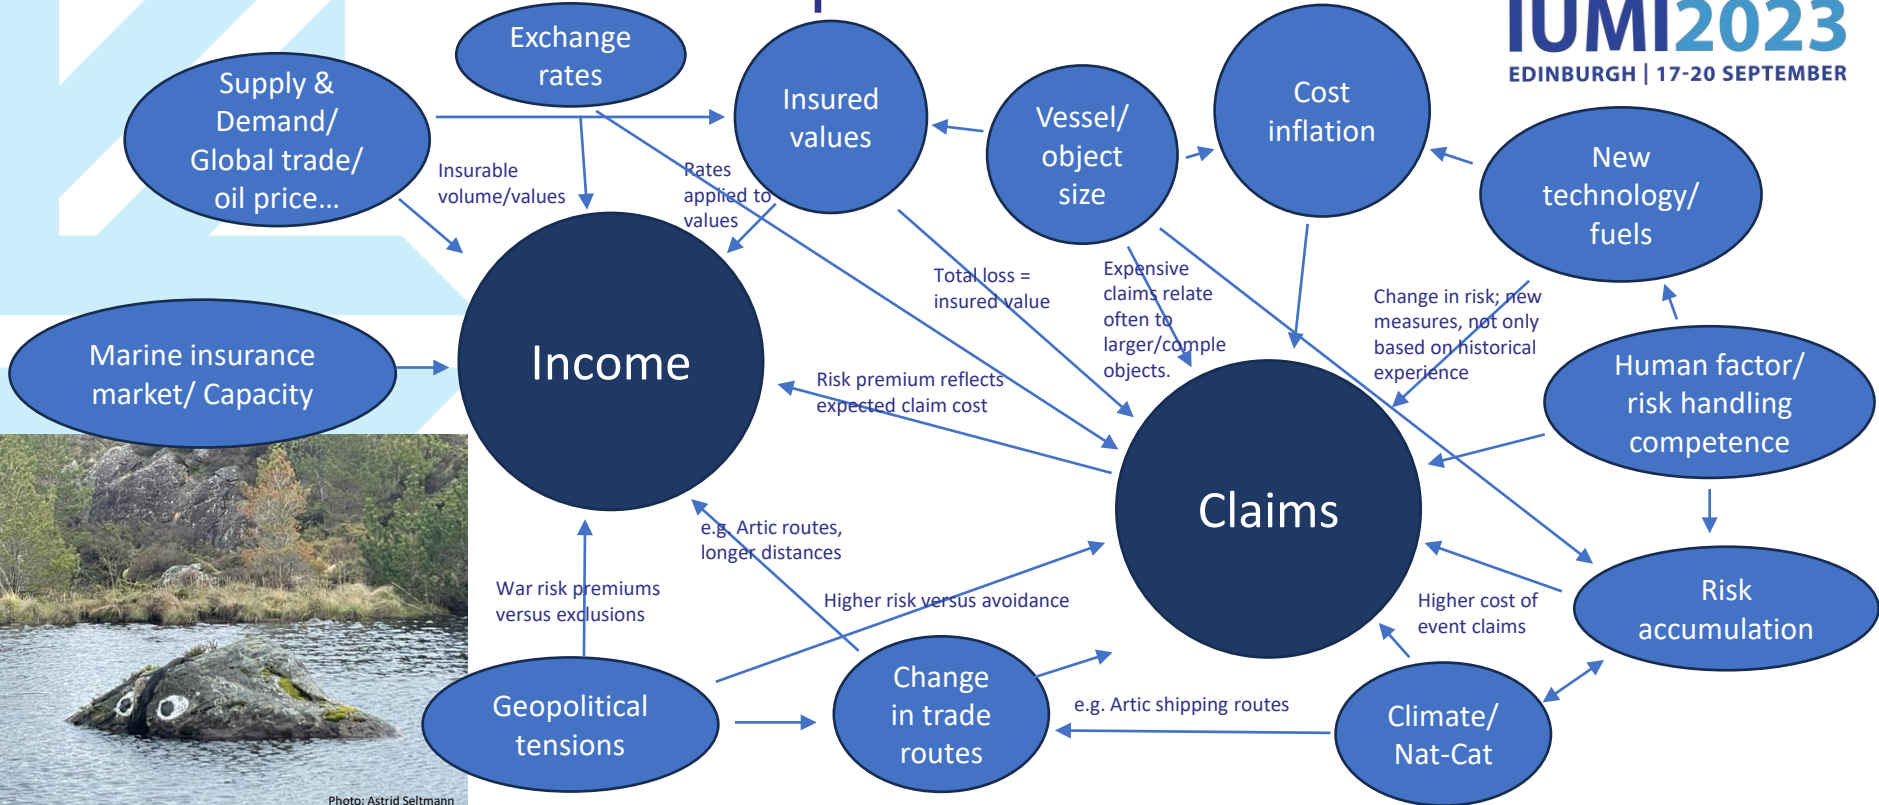 IUMI2023
EDINBURGH | 17-20 SEPTEMBER
Exchange
rates
Supply &
Demand/
Global trade/
oil price...
Insured
values
Vessel/
object
size
Cost
inflation
New
technology/
fuels
Insurable
volume/values
Rates
applied to
values
Income
Total loss =
insured value
Expensive
claims relate
often to
larger/comple
objects.
Change in risk; new
measures, not only
based on historical
experience
Marine insurance
market/ Capacity
Risk premium reflects
expected claim cost
Human factor/
risk handling
competence
Claims
e.g. Artic routes,
longer distances
War risk premiums
versus exclusions
Higher risk versus avoidance
Higher cost of
event claims
Risk
accumulation
Geopolitical
tensions
Change
in trade
routes
e.g. Artic shipping routes
Climate/
Nat-Cat
Photo: Astrid Seltmann